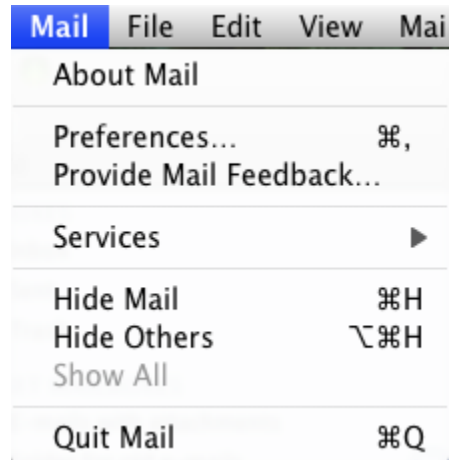 Mail File Edit View Mai
About Mail
Preferences... ⌘,
Provide Mail Feedback...
Services ▶
Hide Mail ⌘H
Hide Others ⌥⌘H
Show All
Quit Mail ⌘Q